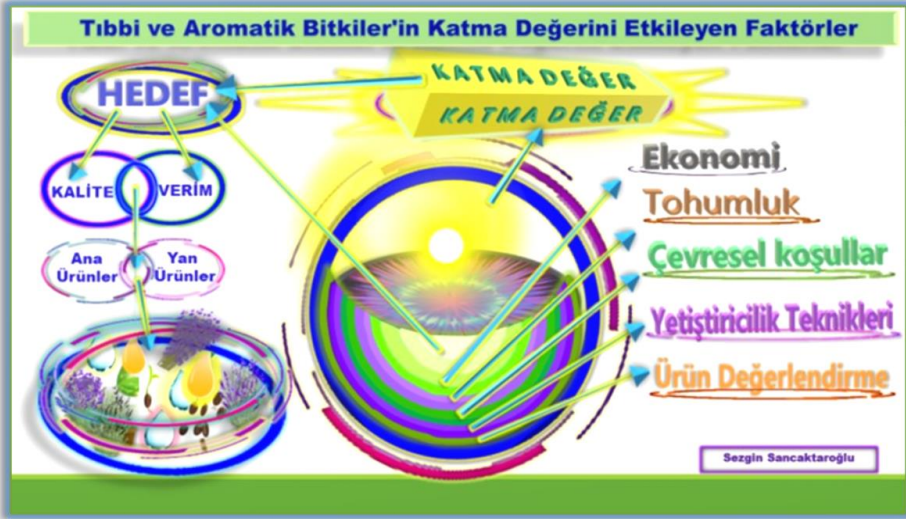 Tıbbi ve Aromatik Bitkiler'in Katma Değerini Etkileyen Faktörler
HEDEF
KATMA DEĞER
KATMA DEĞER
KALİTE
VERİM
Ana
Ürünler
Yan
Ürünler
Ekonomi
Tohumluk
Çevresel koşullar
Yetiştiricilik Teknikleri
Ürün Değerlendirme
Sezgin Sancaktaroğlu